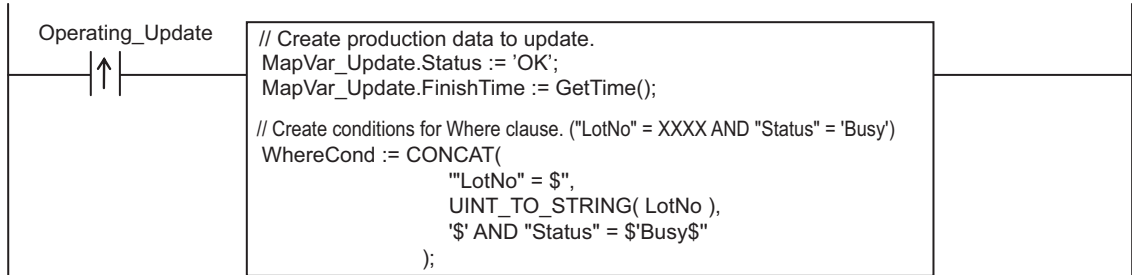 Operating_Update
// Create production data to update.
MapVar_Update.Status := ’OK’;
MapVar_Update.FinishTime := GetTime();
// Create conditions for Where clause. ("LotNo" = XXXX AND "Status" = 'Busy')
WhereCond := CONCAT(
'"LotNo" = $'',
UINT_TO_STRING( LotNo ),
'$' AND "Status" = $'Busy$''
);